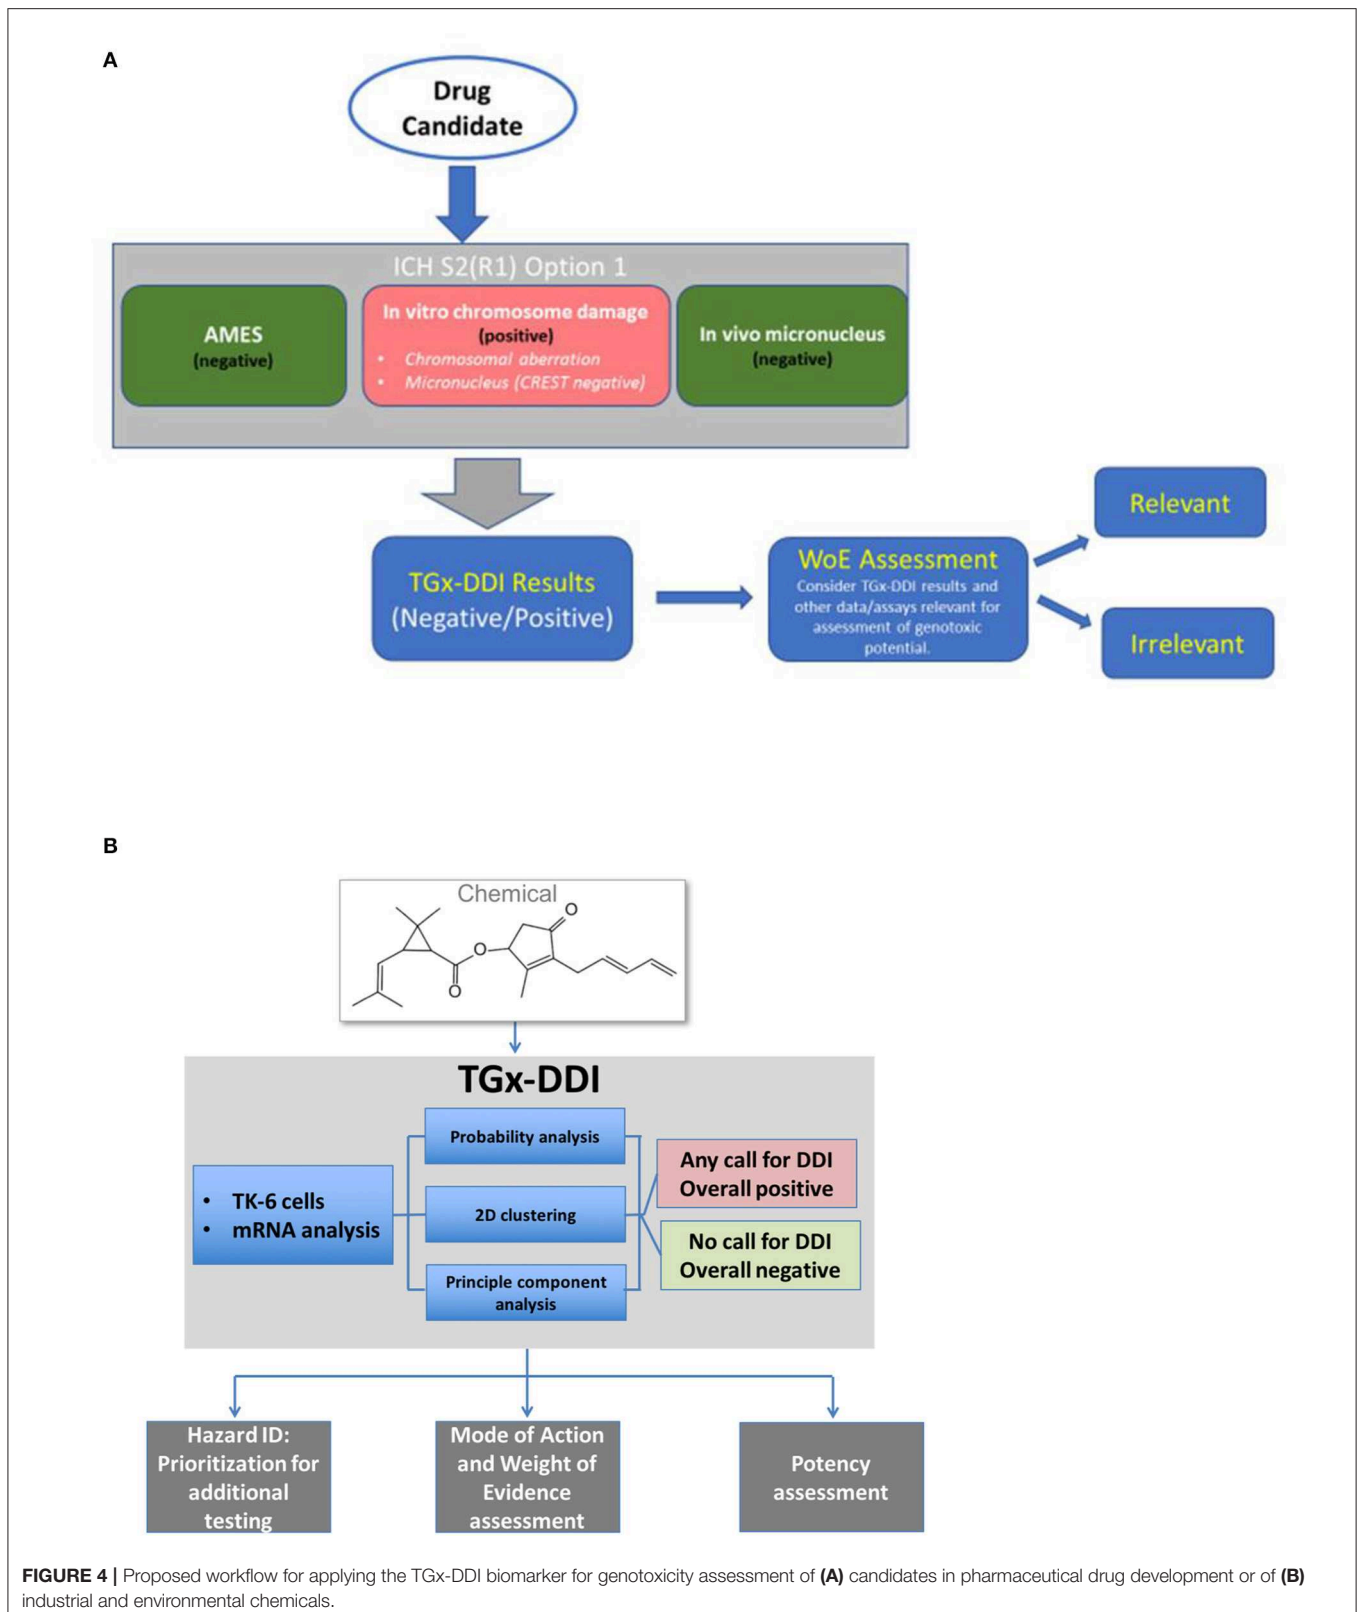 A
Drug
Candidate
ICH S2(R1) Option 1
AMES
(negative)
In vitro chromosome damage
(positive)
• Chromosomal aberration
• Micronucleus (CREST negative)
In vivo micronucleus
(negative)
TGx-DDI Results
(Negative/Positive)
WoE Assessment
Consider TGx-DDI results and
other data/assays relevant for
assessment of genotoxic
potential.
Relevant
Irrelevant
B
Chemical
O
O
O
TGx-DDI
• TK-6 cells
• mRNA analysis
Probability analysis
2D clustering
Principle component
analysis
Any call for DDI
Overall positive
No call for DDI
Overall negative
Hazard ID:
Prioritization for
additional
testing
Mode of Action
and Weight of
Evidence
assessment
Potency
assessment
FIGURE 4 | Proposed workflow for applying the TGx-DDI biomarker for genotoxicity assessment of (A) candidates in pharmaceutical drug development or of (B)
industrial and environmental chemicals.